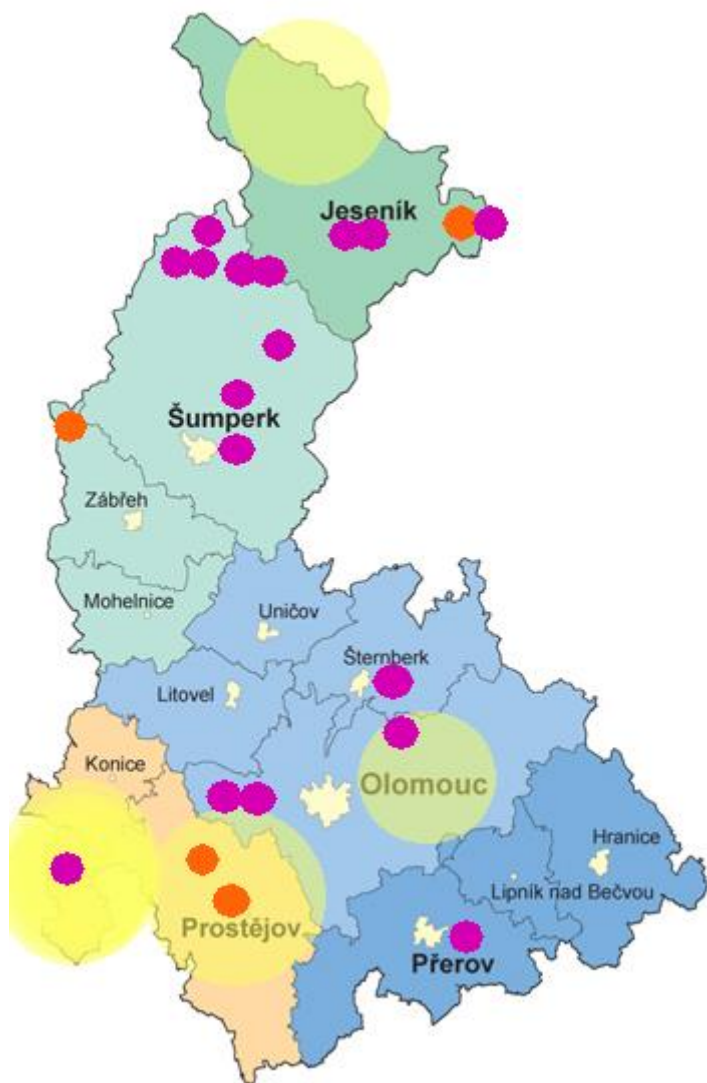 Jeseník
Šumperk
Zábřeh
Mohelnice
Uničov
Šternberk
Litovel
Konice
Olomouc
Hranice
Lipník nad Bečvou
Prostějov
Přerov